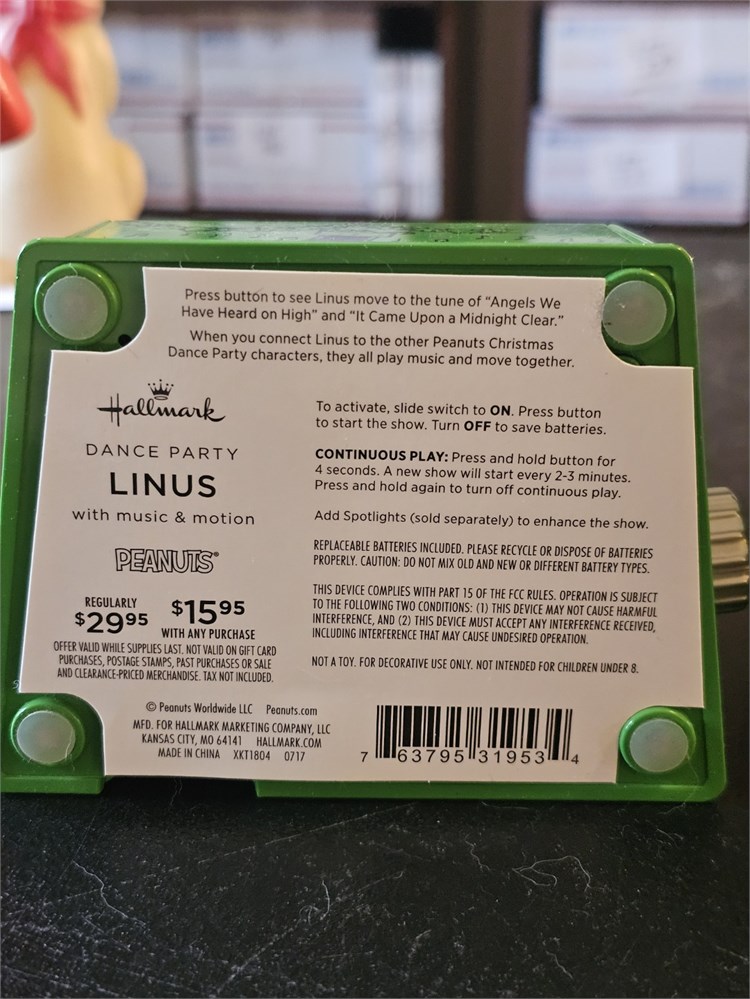 Press button to see Linus move to the tune of “Angels We
Have Heard on High” and “It Came Upon a Midnight Clear.”
When you connect Linus to the other Peanuts Christmas
Dance Party characters, they all play music and move together.
Hallmark
DANCE PARTY
LINUS
with music & motion
PEANUTS®
REGULARLY
$29.95 $15.95
WITH ANY PURCHASE
OFFER VALID WHILE SUPPLIES LAST. NOT VALID ON GIFT CARD
PURCHASES, POSTAGE STAMPS, PAST PURCHASES OR SALE
AND CLEARANCE-PRICED MERCHANDISE. TAX NOT INCLUDED.
To activate, slide switch to ON. Press button
to start the show. Turn OFF to save batteries.
CONTINUOUS PLAY: Press and hold button for
4 seconds. A new show will start every 2-3 minutes.
Press and hold again to turn off continuous play.
Add Spotlights (sold separately) to enhance the show.
REPLACEABLE BATTERIES INCLUDED. PLEASE RECYCLE OR DISPOSE OF BATTERIES
PROPERLY. CAUTION: DO NOT MIX OLD AND NEW OR DIFFERENT BATTERY TYPES.
THIS DEVICE COMPLIES WITH PART 15 OF THE FCC RULES. OPERATION IS SUBJECT
TO THE FOLLOWING TWO CONDITIONS: (1) THIS DEVICE MAY NOT CAUSE HARMFUL
INTERFERENCE, AND (2) THIS DEVICE MUST ACCEPT ANY INTERFERENCE RECEIVED,
INCLUDING INTERFERENCE THAT MAY CAUSE UNDESIRED OPERATION.
NOT A TOY. FOR DECORATIVE USE ONLY. NOT INTENDED FOR CHILDREN UNDER 8.
© Peanuts Worldwide LLC Peanuts.com
MFD. FOR HALLMARK MARKETING COMPANY, LLC
KANSAS CITY, MO 64141 HALLMARK.COM
MADE IN CHINA XKT1804 0717
7 63795 31953 4